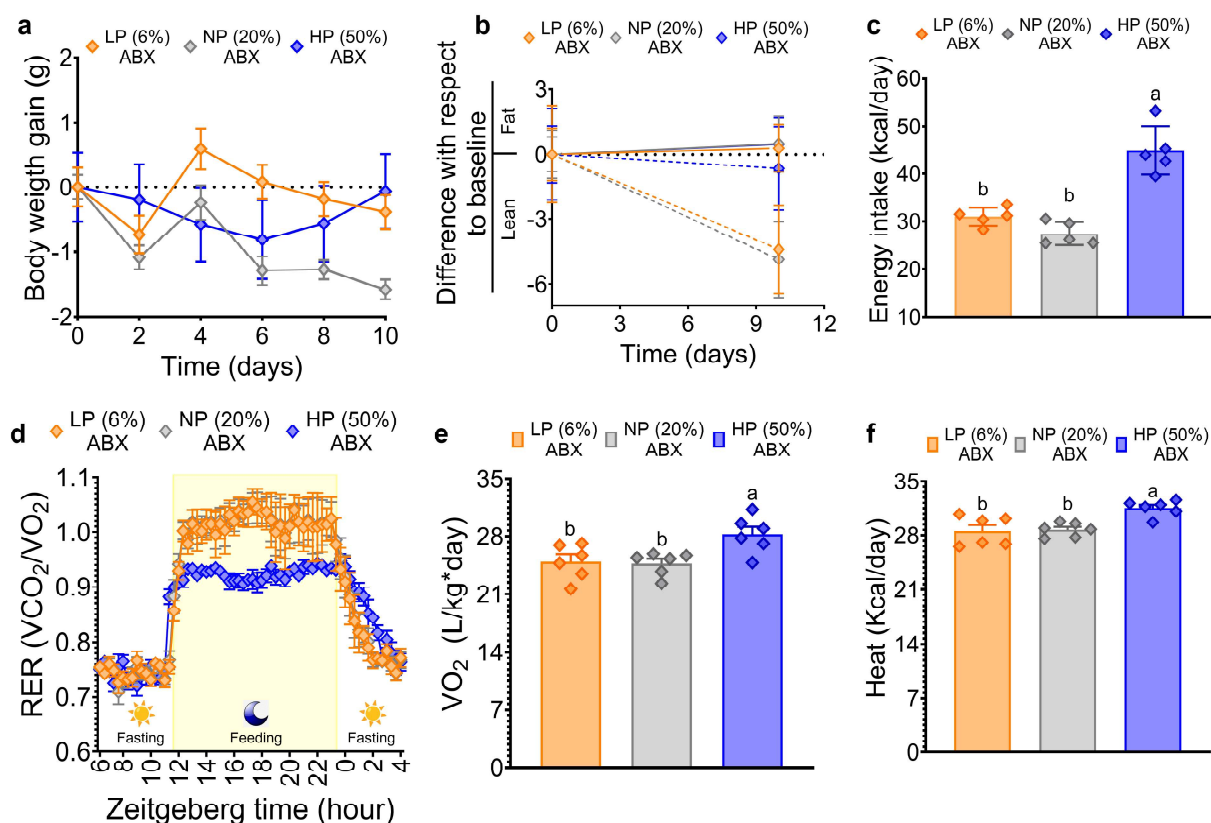 a
LP (6%) NP (20%) HP (50%)
ABX ABX ABX
Body weigth gain (g)
2
1
0
-1
-2
0 2 4 6 8 10
Time (days)
b
LP (6%) NP (20%) HP (50%)
ABX ABX ABX
Difference with respect
to baseline
Lean Fat
3
0
-3
-6
0 3 6 9 12
Time (days)
c
LP (6%) NP (20%) HP (50%)
ABX ABX ABX
Energy intake (kcal/day)
60
50
40
30
20
10
b b a
d
LP (6%) NP (20%) HP (50%)
ABX ABX ABX
RER (VCO2/VO2)
1.1
1.0
0.9
0.8
0.7
0.6
Fasting Feeding Fasting
6 8 10 12 14 16 18 20 22 0 2 4
Zeitgeberg time (hour)
e
LP (6%) NP (20%) HP (50%)
ABX ABX ABX
VO2 (L/kg*day)
35
28
21
14
7
0
b b a
f
LP (6%) NP (20%) HP (50%)
ABX ABX ABX
Heat (Kcal/day)
35
28
21
14
7
0
b b a